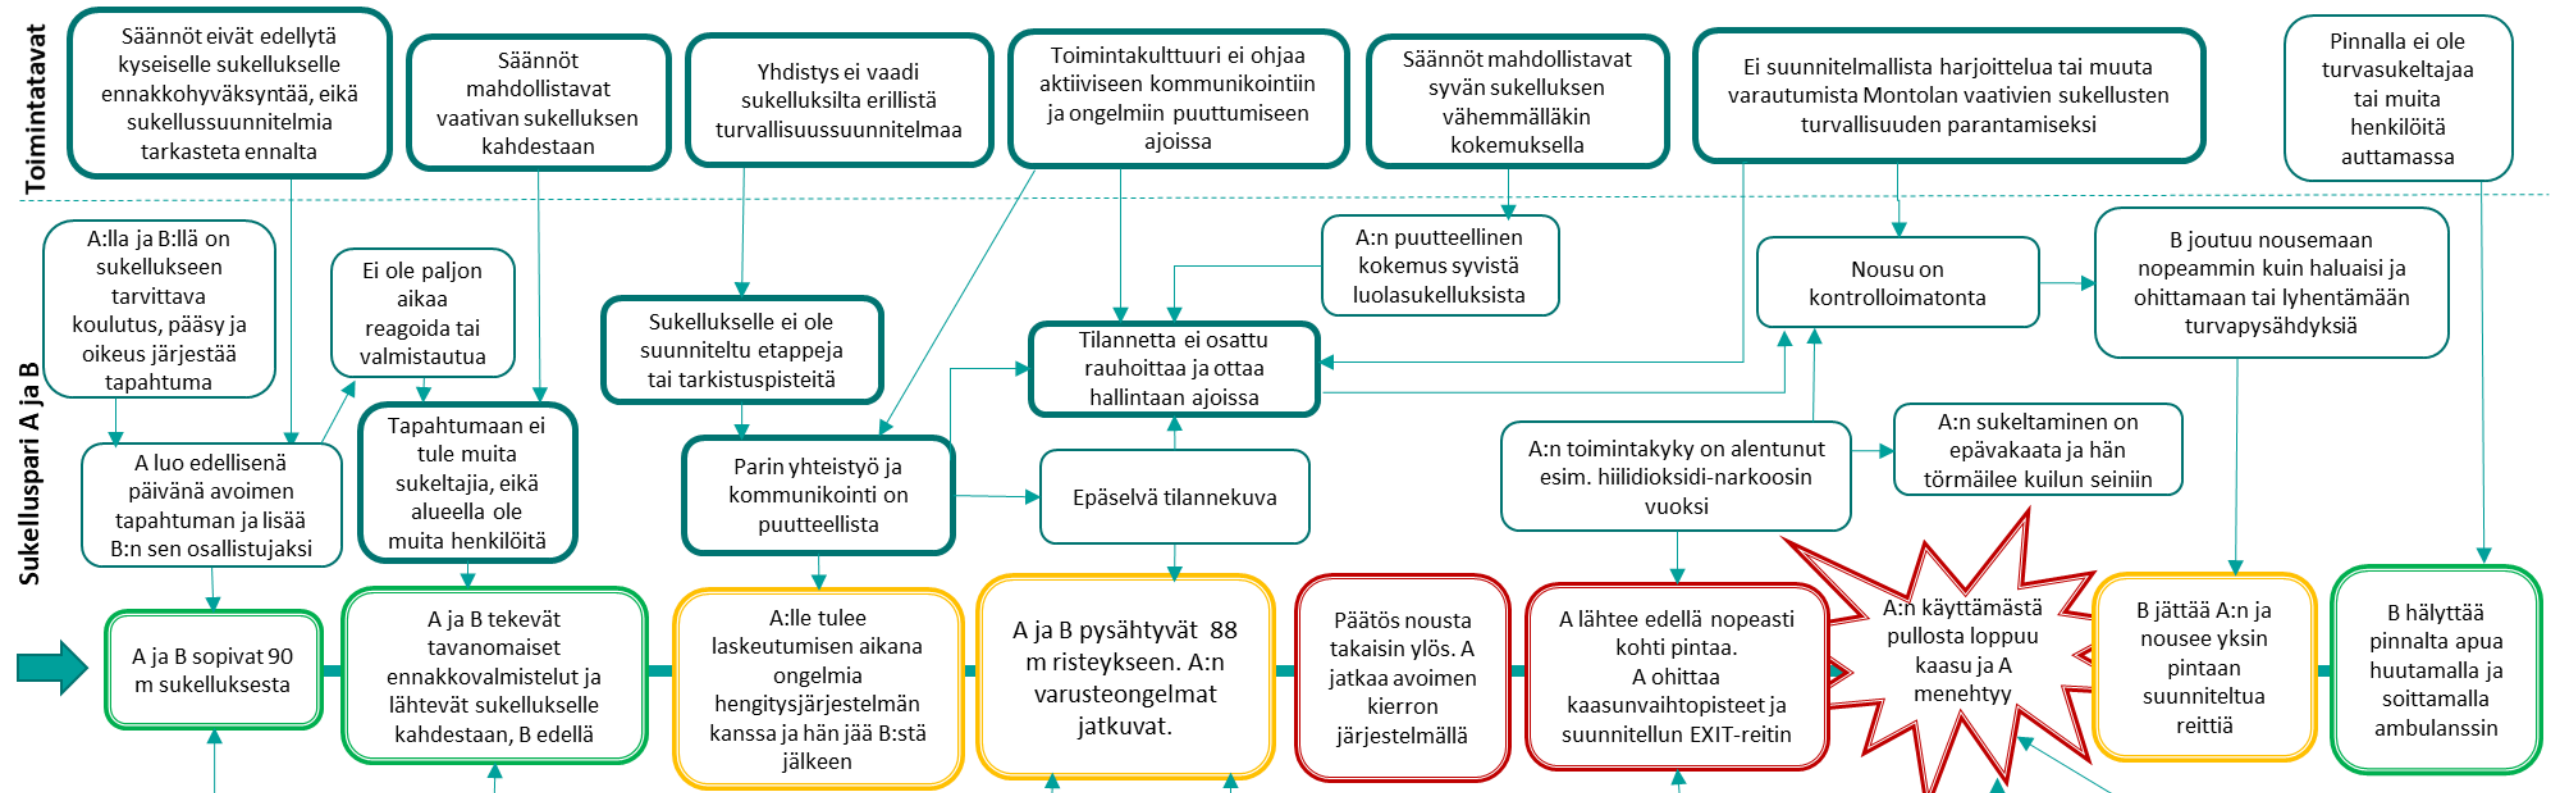 Toimintatavat
Säännöt eivät edellytä
kyseiselle sukellukselle
ennakkohyväksyntää, eikä
sukellussuunnitelmia
tarkasteta ennalta
Säännöt
mahdollistavat
vaativan sukelluksen
kahdestaan
Yhdistys ei vaadi
sukelluksilta erillistä
turvallisuussuunnitelmaa
Toimintakulttuuri ei ohjaa
aktiiviseen kommunikointiin
ja ongelmiin puuttumiseen
ajoissa
Säännöt mahdollistavat
syvän sukelluksen
vähemmälläkin
kokemuksella
Ei suunnitelmallista harjoittelua tai muuta
varautumista Montolan vaativien sukellusten
turvallisuuden parantamiseksi
Pinnalla ei ole
turvasukeltajaa
tai muita
henkilöitä
auttamassa
Sukelluspari A ja B
A:lla ja B:llä on
sukellukseen
tarvittava
koulutus, pääsy ja
oikeus järjestää
tapahtuma
Ei ole paljon
aikaa
reagoida tai
valmistautua
Sukellukselle ei ole
suunniteltu etappeja
tai tarkistuspisteitä
Tilannetta ei osattu
rauhoittaa ja ottaa
hallintaan ajoissa
A:n puutteellinen
kokemus syvistä
luolasukelluksista
Nousu on
kontrolloimatonta
B joutuu nousemaan
nopeammin kuin haluaisi ja
ohittamaan tai lyhentämään
turvapysähdyksiä
A luo edellisenä
päivänä avoimen
tapahtuman ja lisää
B:n sen osallistujaksi
Tapahtumaan ei
tule muita
sukeltajia, eikä
alueella ole
muita henkilöitä
Parin yhteistyö ja
kommunikointi on
puutteellista
Epäselvä tilannekuva
A:n toimintakyky on alentunut
esim. hiilidioksidi-narkoosin
vuoksi
A:n sukeltaminen on
epävakaata ja hän
törmäilee kuilun seiniin
A ja B sopivat 90
m sukelluksesta
A ja B tekevät
tavanomaiset
ennakkovalmistelut ja
lähtevät sukellukselle
kahdestaan, B edellä
A:lle tulee
laskeutumisen aikana
ongelmia
hengitysjärjestelmän
kanssa ja hän jää B:stä
jälkeen
A ja B pysähtyvät 88
m risteykseen. A:n
varusteongelmat
jatkuvat.
Päätös nousta
takaisin ylös. A
jatkaa avoimen
kierron
järjestelmällä
A lähtee edellä nopeasti
kohti pintaa.
A ohittaa
kaasunvaihtopisteet ja
suunnitellun EXIT-reitin
A:n käyttämästä
pullosta loppuu
kaasu ja A
menehtyy
B jättää A:n ja
nousee yksin
pintaan
suunniteltua
reittiä
B hälyttää
pinnalta apua
huutamalla ja
soittamalla
ambulanssin